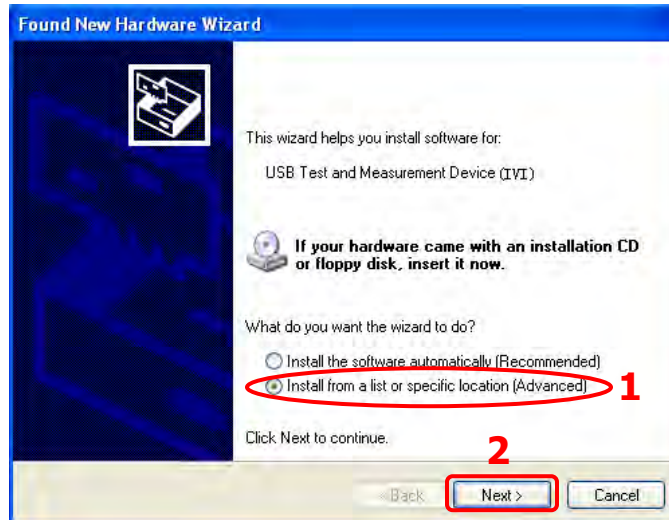 Found New Hardware Wizard
This wizard helps you install software for:
USB Test and Measurement Device (IVI)
If your hardware came with an installation CD
or floppy disk, insert it now.
What do you want the wizard to do?
Install the software automatically (Recommended)
Install from a list or specific location (Advanced)
1
Click Next to continue.
2
Back
Next >
Cancel